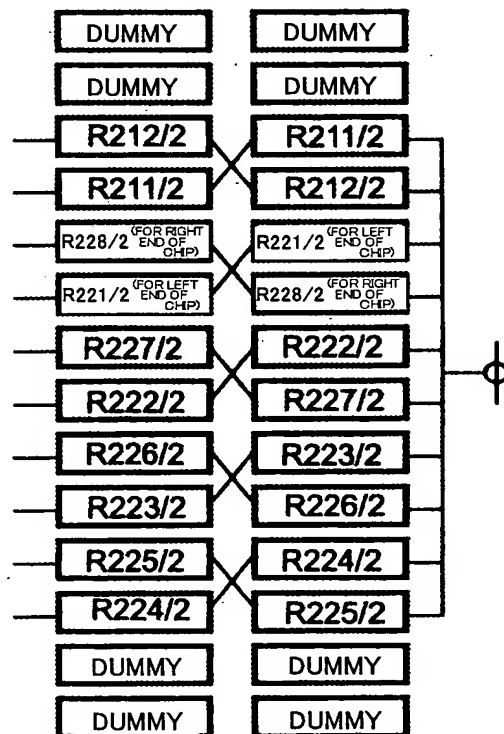 DUMMY DUMMY
DUMMY DUMMY
R212/2 R211/2
R211/2 R212/2
R228/2 (FOR RIGHT END OF CHIP) R221/2 (FOR LEFT END OF CHIP)
R221/2 (FOR LEFT END OF CHIP) R228/2 (FOR RIGHT END OF CHIP)
R227/2 R222/2
R222/2 R227/2
R226/2 R223/2
R223/2 R226/2
R225/2 R224/2
R224/2 R225/2
DUMMY DUMMY
DUMMY DUMMY